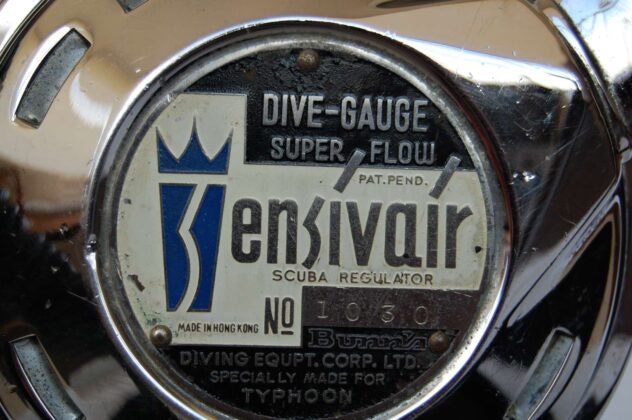 DIVE-GAUGE
SUPER FLOW
PAT. PEND.
Sensivair
SCUBA REGULATOR
MADE IN HONG KONG
No 1030
DIVING EQUPT. CORP. LTD.
SPECIALLY MADE FOR
TYPHOON